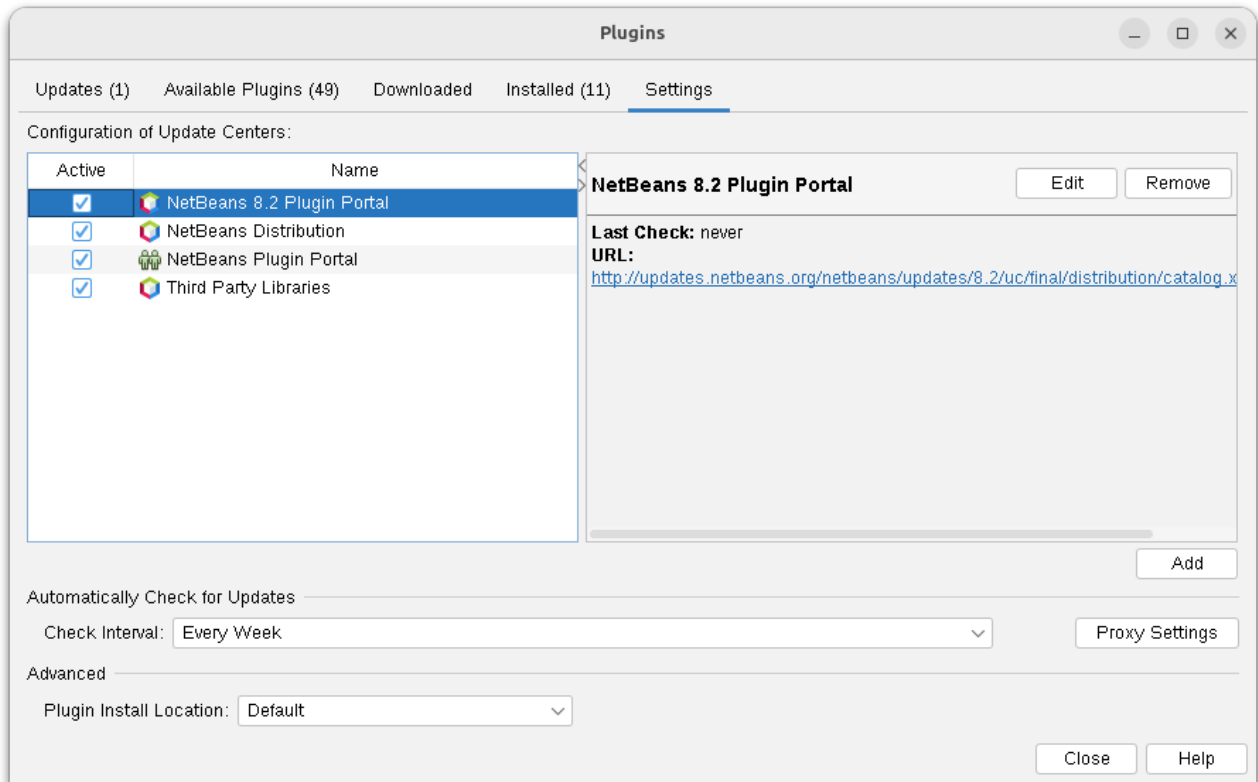 Plugins
Updates (1) Available Plugins (49) Downloaded Installed (11) Settings
Configuration of Update Centers:
Active Name
NetBeans 8.2 Plugin Portal
NetBeans Distribution
NetBeans Plugin Portal
Third Party Libraries
NetBeans 8.2 Plugin Portal Edit Remove
Last Check: never
URL:
http://updates.netbeans.org/netbeans/updates/8.2/uc/final/distribution/catalog.x
Add
Automatically Check for Updates
Check Interval: Every Week Proxy Settings
Advanced
Plugin Install Location: Default
Close Help